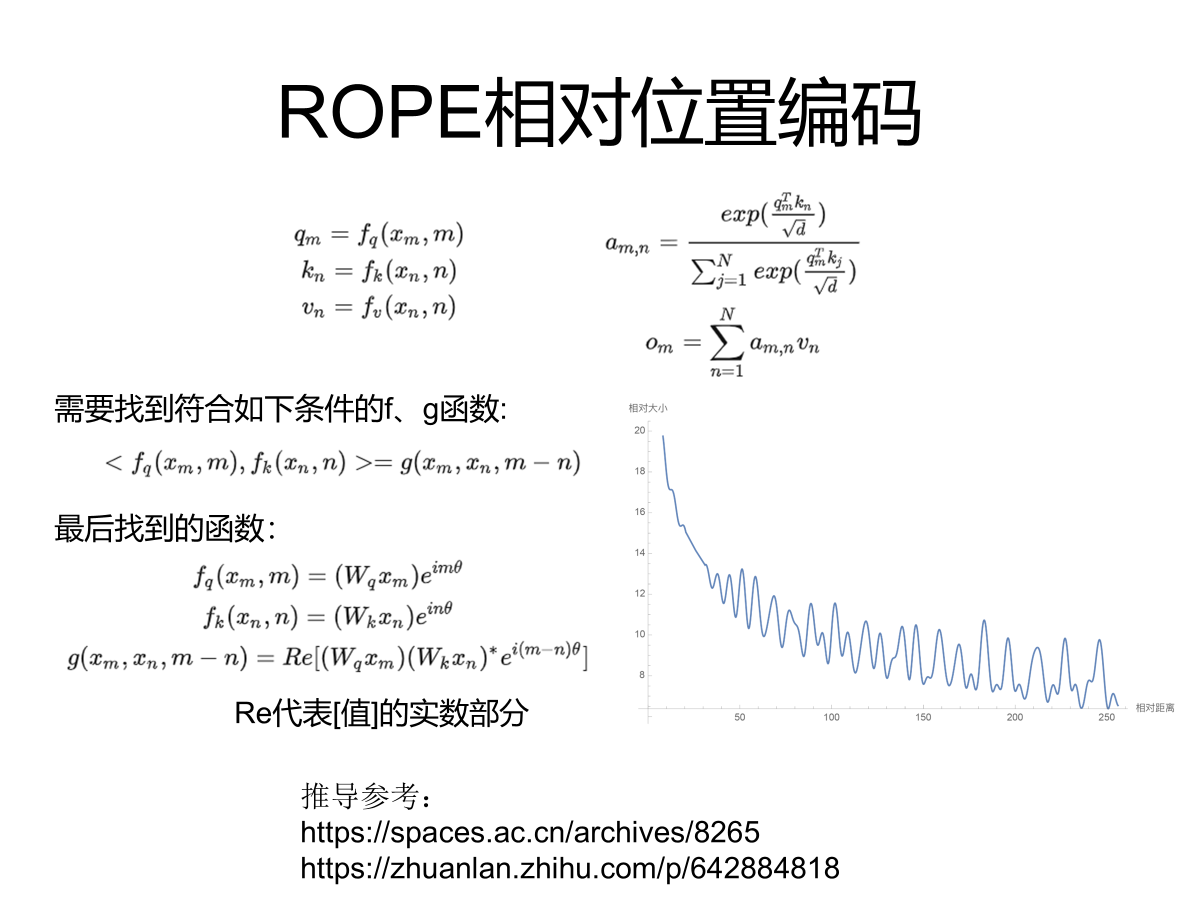 ROPE相对位置编码
q_m = f_q(x_m, m)
k_n = f_k(x_n, n)
v_n = f_v(x_n, n)
a_{m,n} = \frac{exp(\frac{q_m^T k_n}{\sqrt{d}})}{\sum_{j=1}^N exp(\frac{q_m^T k_j}{\sqrt{d}})}
o_m = \sum_{n=1}^N a_{m,n} v_n
需要找到符合如下条件的f、g函数:
< f_q(x_m, m), f_k(x_n, n) >= g(x_m, x_n, m − n)
最后找到的函数：
f_q(x_m, m) = (W_q x_m)e^{imθ}
f_k(x_n, n) = (W_k x_n)e^{inθ}
g(x_m, x_n, m − n) = Re[(W_q x_m)(W_k x_n)^* e^{i(m−n)θ}]
Re代表[值]的实数部分
相对大小
20
18
16
14
12
10
8
50 100 150 200 250
相对距离
推导参考：
https://spaces.ac.cn/archives/8265
https://zhuanlan.zhihu.com/p/642884818